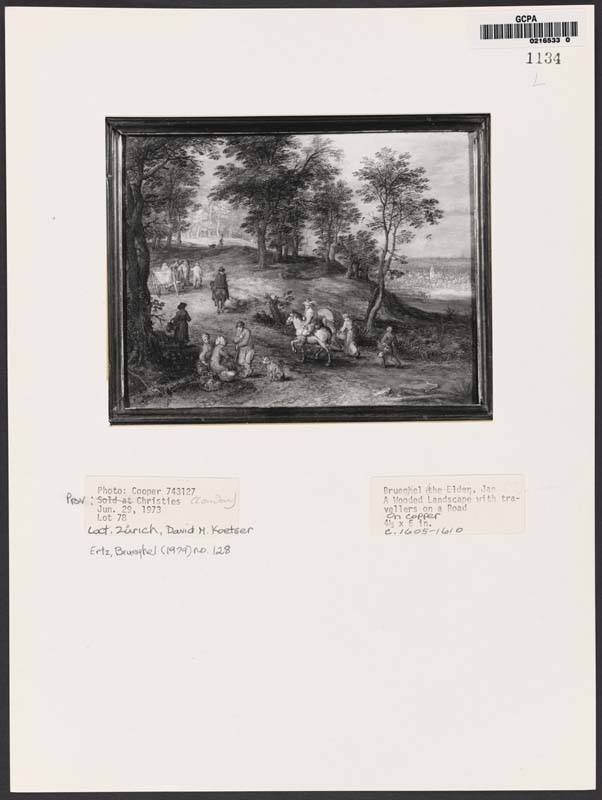 GCPA
0216533 0
1134
L
Prov: Photo: Cooper 743127
Sold at Christies (London)
Jun. 29, 1973
Lot 78
Loc. Zürich, David M. Koetser
Ertz, Brueghel (1979) no. 128
Brueghel the Elder, Jan
A Wooded Landscape with tra-
vellers on a Road
on copper
x 6 in.
c. 1605-1610